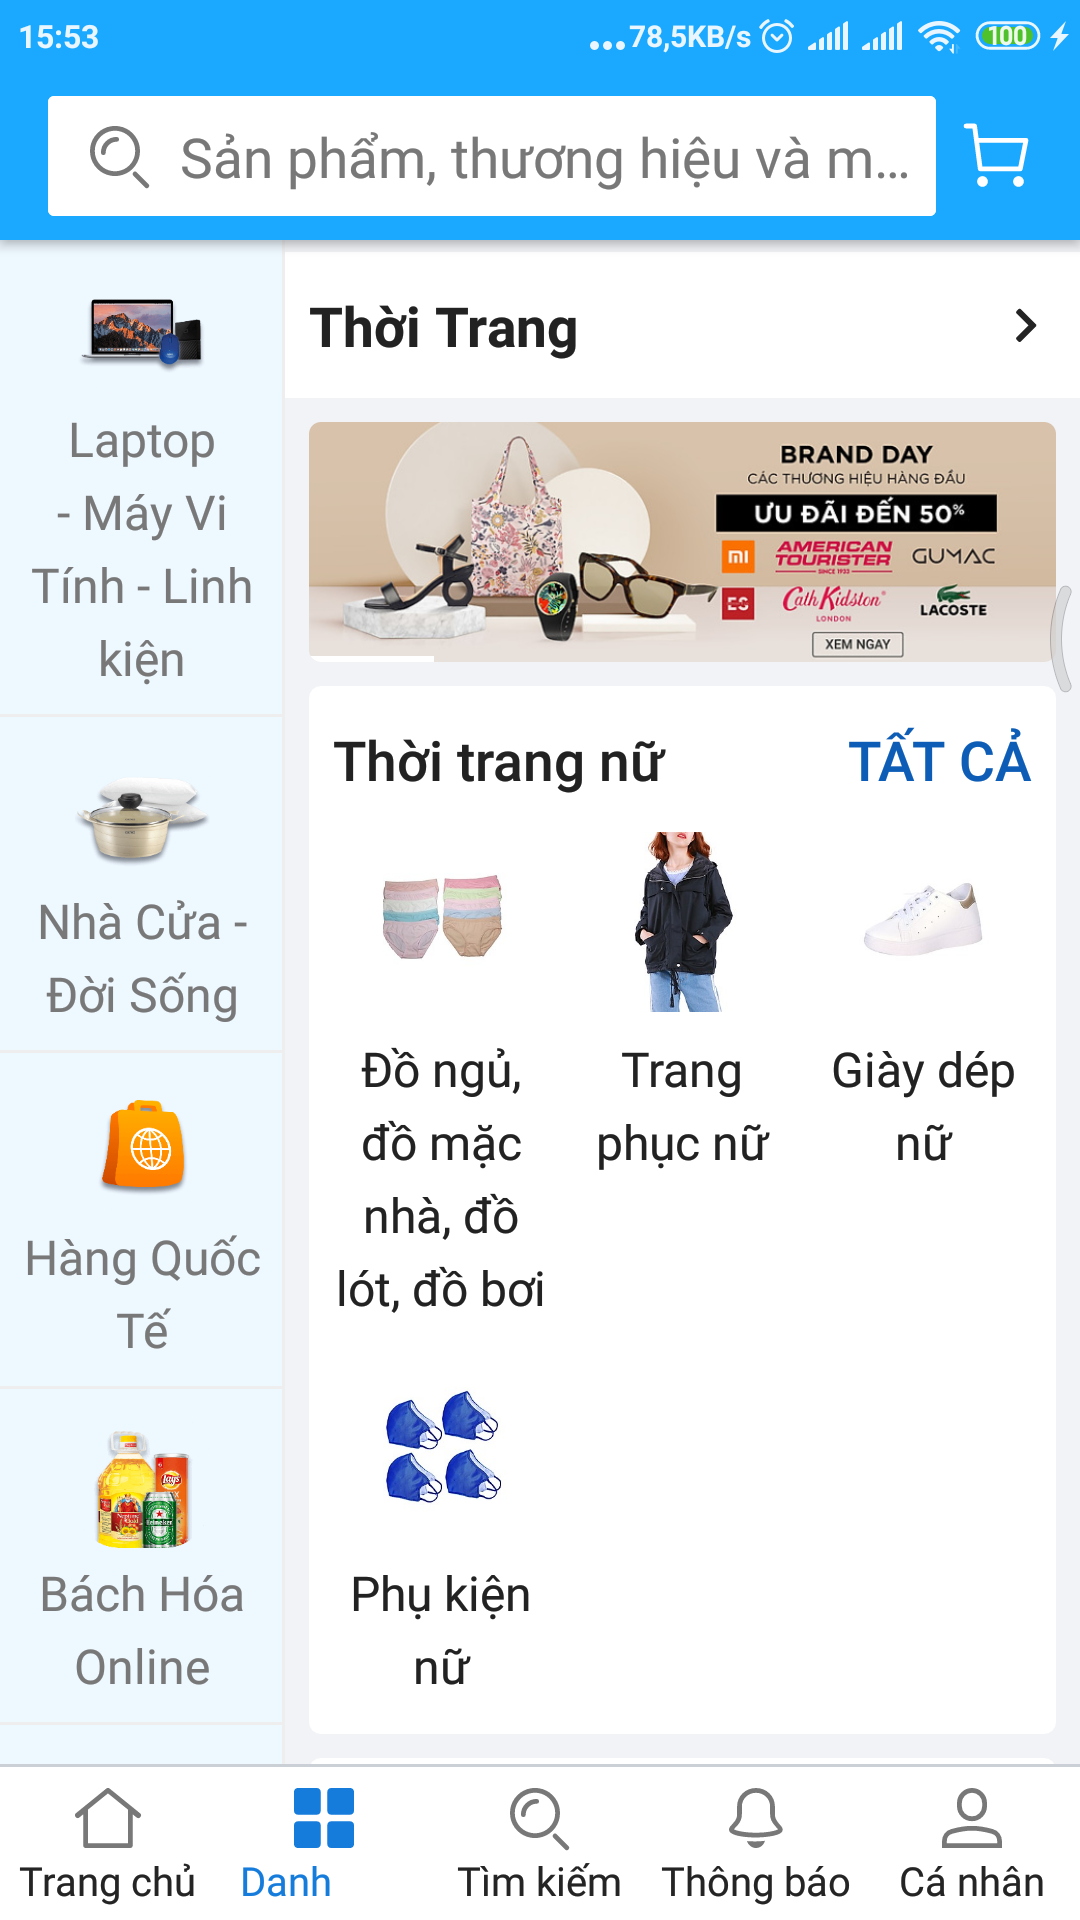 15:53
...78,5KB/s
100
Sản phẩm, thương hiệu và m...
Laptop
- Máy Vi
Tính - Linh
kiện
Nhà Cửa -
Đời Sống
Hàng Quốc
Tế
Bách Hóa
Online
Thời Trang
BRAND DAY
CÁC THƯƠNG HIỆU HÀNG ĐẦU
ƯU ĐÃI ĐẾN 50%
mi
AMERICAN
TOURISTER
SINCE 1933
GUMAC
ES
Cath Kidston
LONDON
LACOSTE
XEM NGAY
Thời trang nữ
TẤT CẢ
Đồ ngủ,
đồ mặc
nhà, đồ
lót, đồ bơi
Trang
phục nữ
Giày dép
nữ
Phụ kiện
nữ
Trang chủ
Danh
Tìm kiếm
Thông báo
Cá nhân